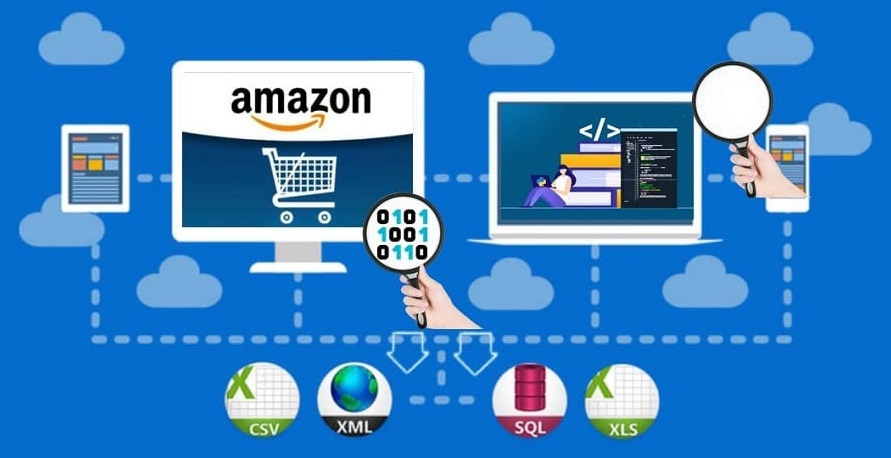 amazon
</>
0101
1001
0110
X
CSV
XML
SQL
X
XLS